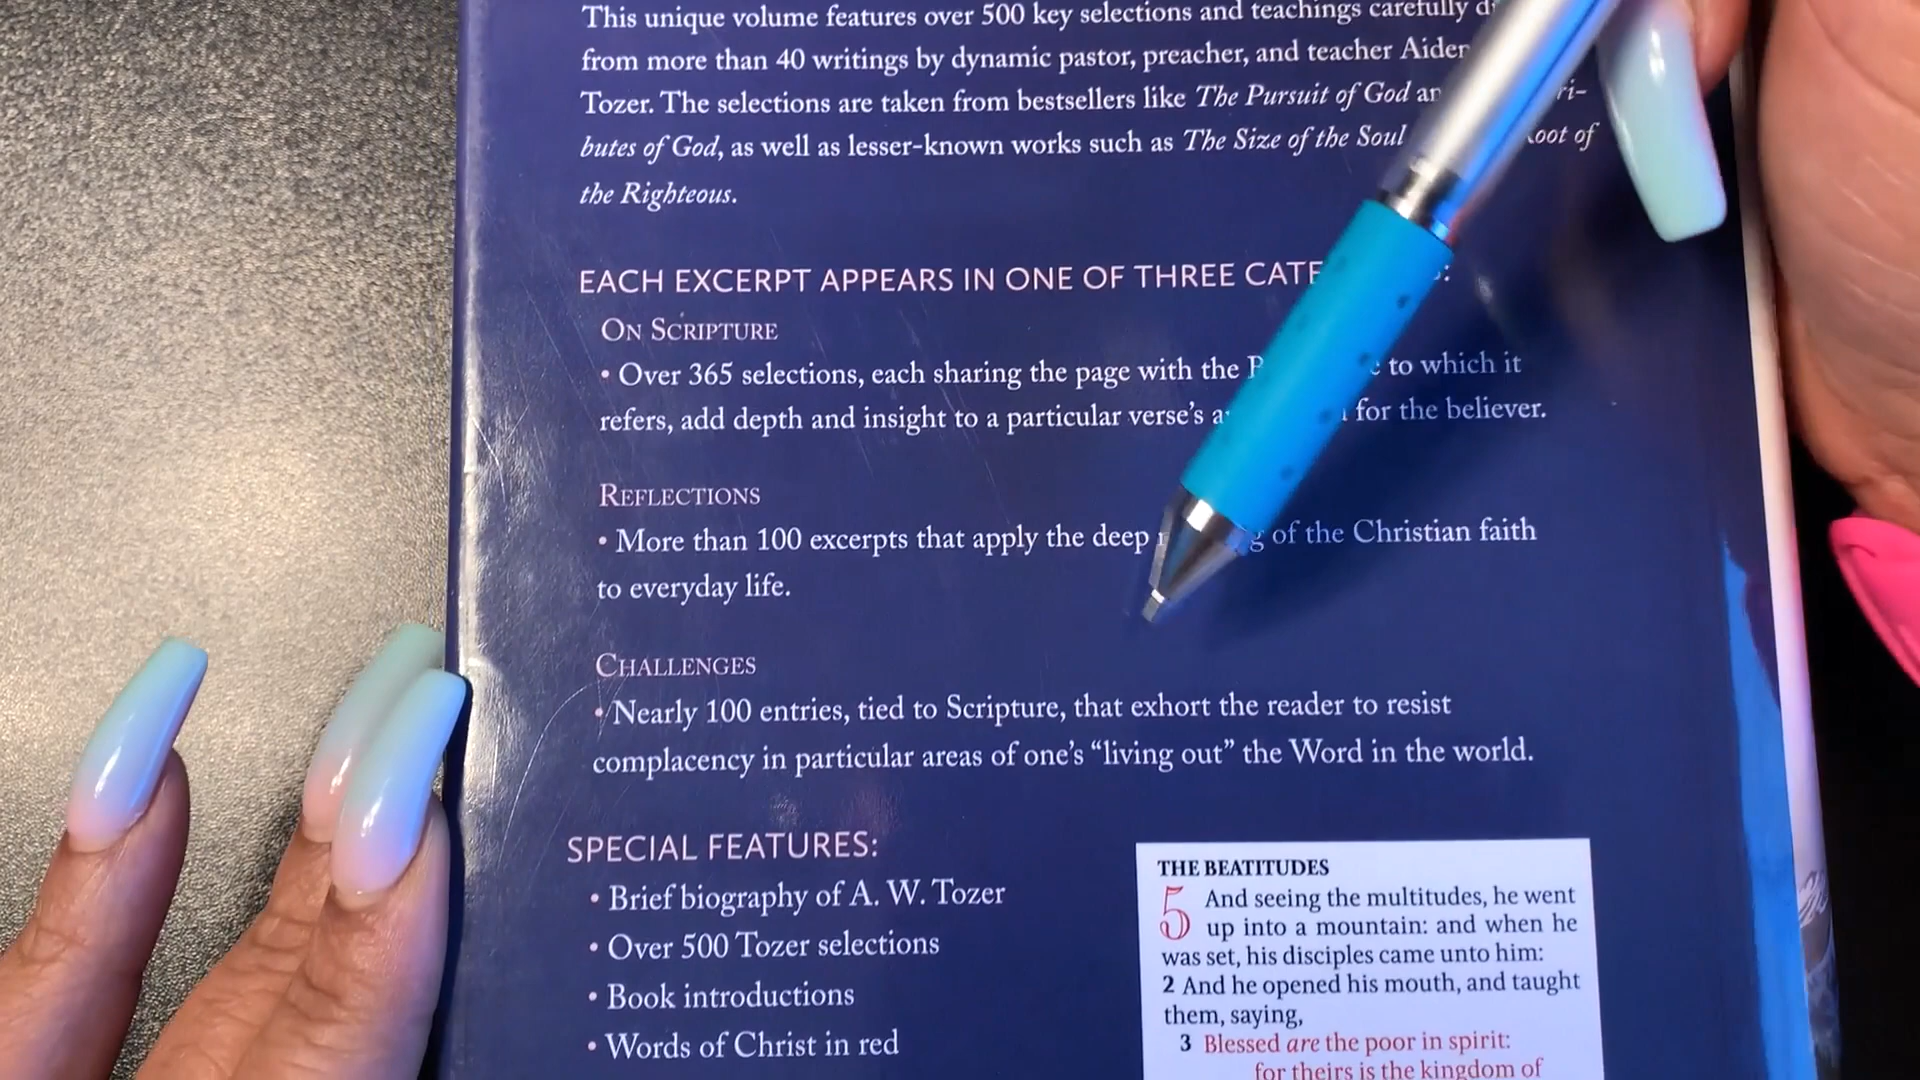 This unique volume features over 500 key selections and teachings carefully
from more than 40 writings by dynamic pastor, preacher, and teacher Aiden
Tozer. The selections are taken from bestsellers like The Pursuit of God
butes of God, as well as lesser-known works such as The Size of the Soul of
the Righteous.
EACH EXCERPT APPEARS IN ONE OF THREE
ON SCRIPTURE
• Over 365 selections, each sharing the page with the to which it
refers, add depth and insight to a particular verse's for the believer.
REFLECTIONS
• More than 100 excerpts that apply the deep of the Christian faith
to everyday life.
CHALLENGES
• Nearly 100 entries, tied to Scripture, that exhort the reader to resist
complacency in particular areas of one's “living out” the Word in the world.
SPECIAL FEATURES:
• Brief biography of A. W. Tozer
• Over 500 Tozer selections
• Book introductions
• Words of Christ in red
THE BEATITUDES
5 And seeing the multitudes, he went
up into a mountain: and when he
was set, his disciples came unto him:
2 And he opened his mouth, and taught
them, saying,
3 Blessed are the poor in spirit:
for theirs is the kingdom of